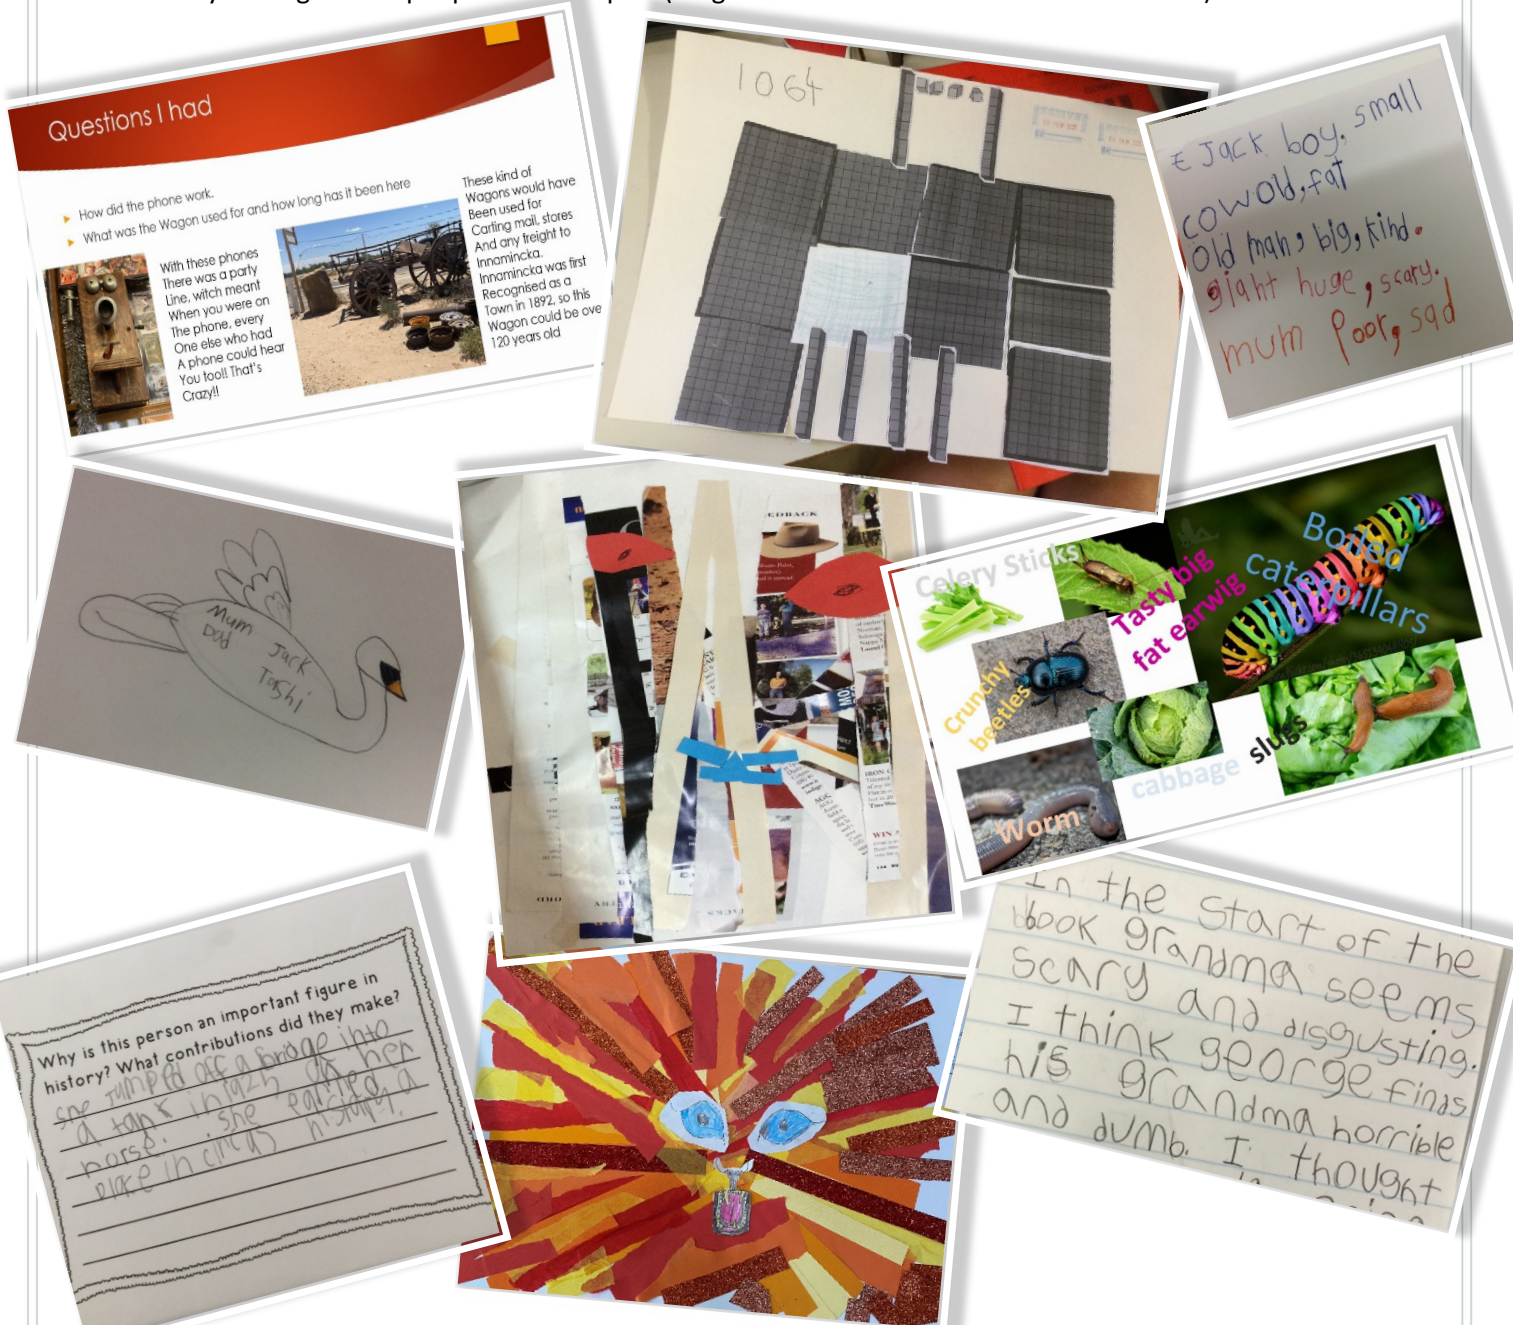 Questions I had
How did the phone work.
What was the Wagon used for and how long has it been here
With these phones
There was a party
Line, witch meant
When you were on
The phone, every
One else who had
A phone could hear
You too!! That's
Crazy!!
These kind of
Wagons would have
Been used for
Carting mail, stores
And any freight to
Innamincka.
Innamincka was first
Recognised as a
Town in 1892, so this
Wagon could be ove
120 years old
1064
Jack boy, small
cow old, fat
Old man, big, kind.
giant huge, scary.
mum Poor, sad
Mum
Dad
Jack
Tashi
EDBACK
IRON
AGC
WIN
Celery Sticks
Tasty big
fat earwig
Boiled
caterpillars
Crunchy
beetles
cabbage
slugs
Worm
Why is this person an important figure in
history? What contributions did they make?
she jumped off a bridge into
a tank in 1925 on her
horse. she earned a
place in circus history.
In the start of the
book grandma seems
scary and disgusting.
I think george finds
his grandma horrible
and dumb. I thought